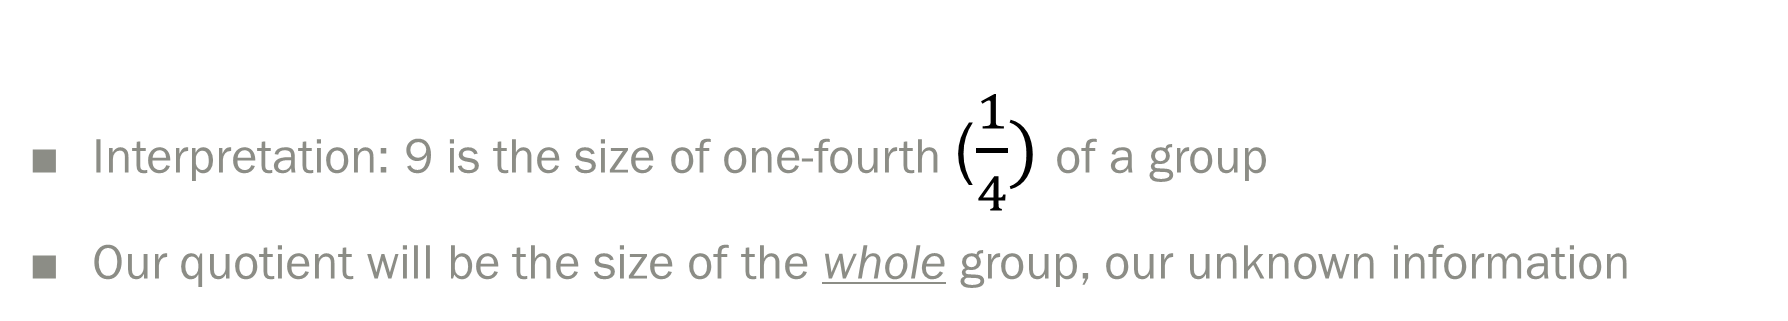 ■ Interpretation: 9 is the size of one-fourth (1/4) of a group
■ Our quotient will be the size of the whole group, our unknown information